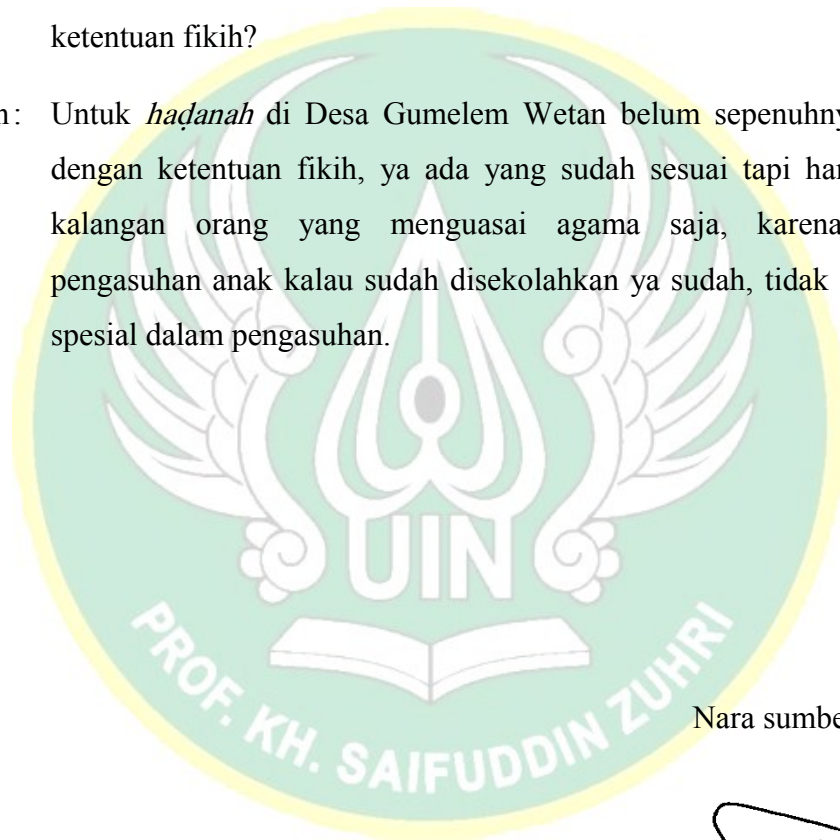 ketentuan fikih?
n: Untuk haḍanah di Desa Gumelem Wetan belum sepenuhny
dengan ketentuan fikih, ya ada yang sudah sesuai tapi har
kalangan orang yang menguasai agama saja, karena
pengasuhan anak kalau sudah disekolahkan ya sudah, tidak
spesial dalam pengasuhan.
UIN
PROF. KH. SAIFUDDIN ZUHRI
Nara sumbe